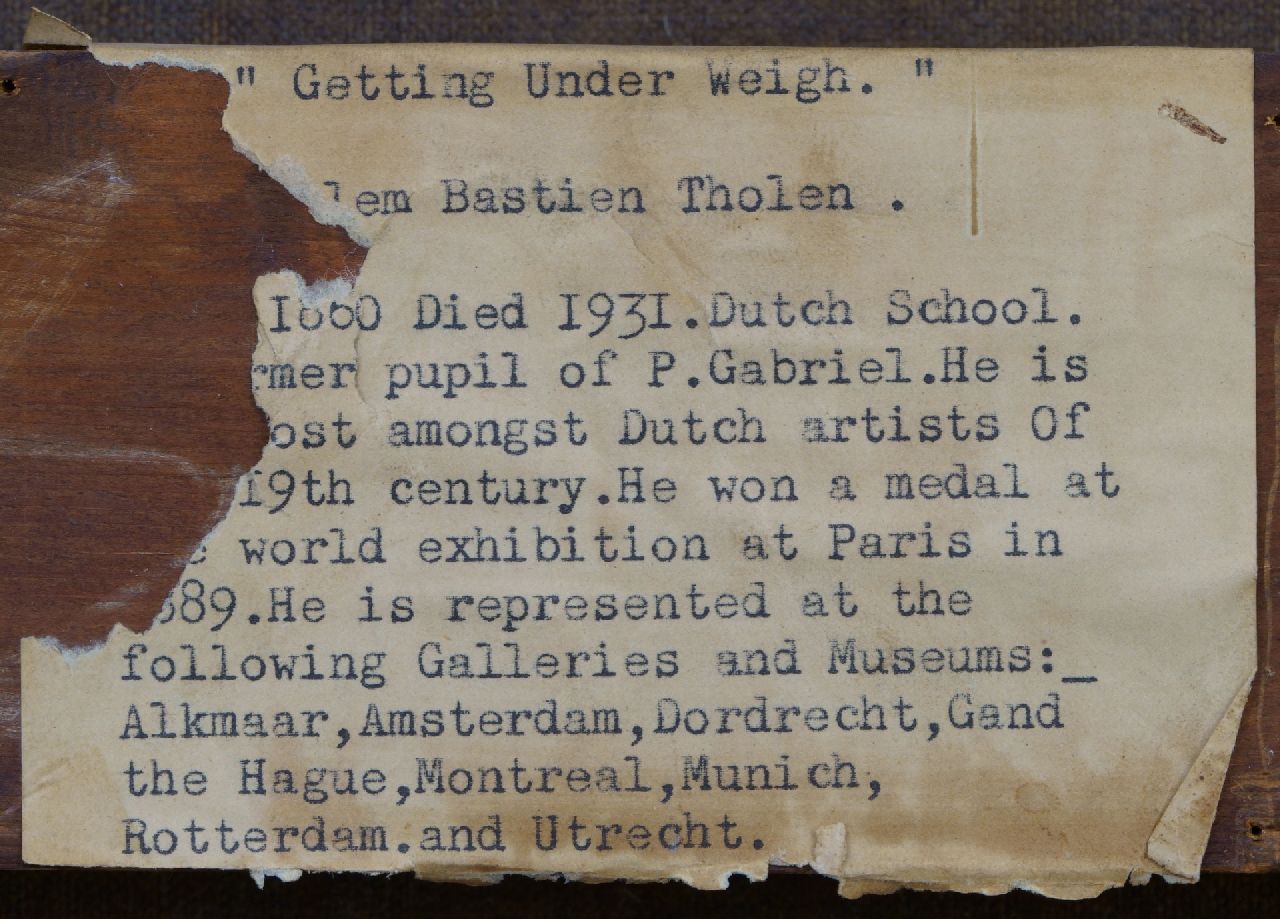 " Getting Under Weigh. "
lem Bastien Tholen .
1860 Died 1931.Dutch School.
rmer pupil of P.Gabriel.He is
ost amongst Dutch artists Of
19th century.He won a medal at
e world exhibition at Paris in
889.He is represented at the
following Galleries and Museums:_
Alkmaar,Amsterdam,Dordrecht,Gand
the Hague,Montreal,Munich,
Rotterdam.and Utrecht.